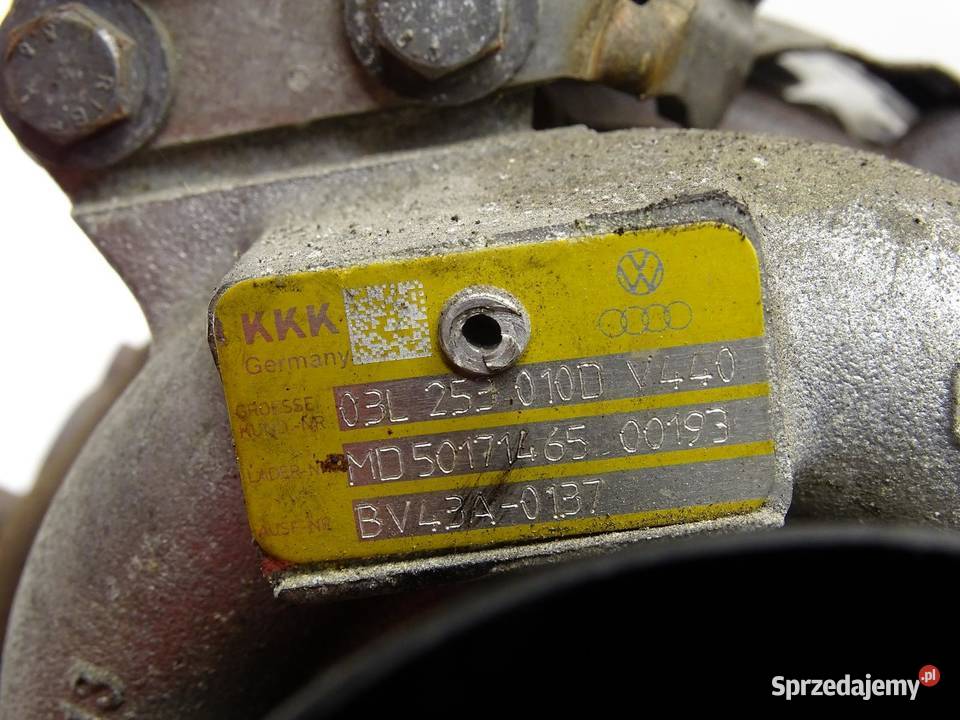 KKK
Germany
VW
GROESSE/
KUND.-NR 03L 253 010D V440
LADER-NR MD 50171465 00193
AUSF-NR BV43A-0137
Sprzedajemy.pl